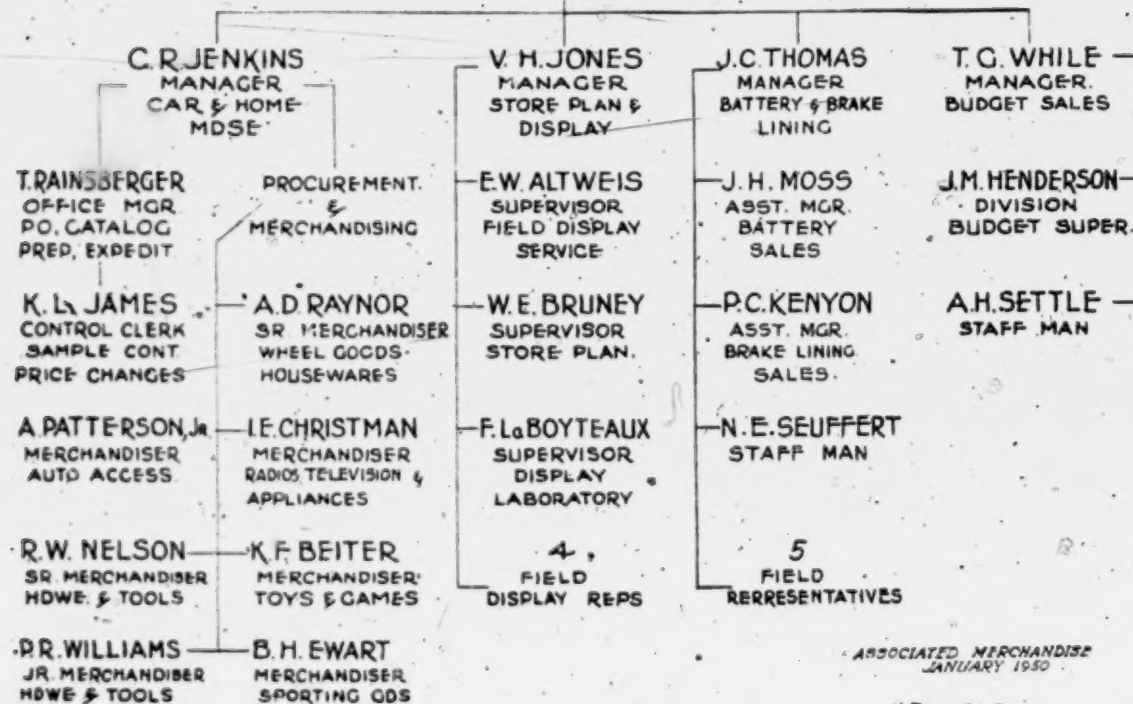 C.R. JENKINS
MANAGER
CAR & HOME
MDSE
T. RAINSBERGER
OFFICE MGR
P.O. CATALOG
PREP. EXPEDIT
K. L. JAMES
CONTROL CLERK
SAMPLE CONT.
PRICE CHANGES
A. PATTERSON, Jr.
MERCHANDISER
AUTO ACCESS.
R.W. NELSON
SR. MERCHANDISER
HDWE. & TOOLS
P.R. WILLIAMS
JR. MERCHANDISER
HDWE & TOOLS
PROCUREMENT.
&
MERCHANDISING
A.D. RAYNOR
SR. MERCHANDISER
WHEEL GOODS.
HOUSEWARES
I.E. CHRISTMAN
MERCHANDISER
RADIOS, TELEVISION &
APPLIANCES
K.F. BEITER
MERCHANDISER
TOYS & GAMES
B.H. EWART
MERCHANDISER
SPORTING GDS
V. H. JONES
MANAGER
STORE PLAN &
DISPLAY
E.W. ALTWEIS
SUPERVISOR
FIELD DISPLAY
SERVICE
W.E. BRUNEY
SUPERVISOR
STORE PLAN.
F. LaBOYTEAUX
SUPERVISOR
DISPLAY
LABORATORY
4
FIELD
DISPLAY REPS
J.C. THOMAS
MANAGER
BATTERY & BRAKE
LINING
J.H. MOSS
ASST. MGR.
BATTERY
SALES
P.C. KENYON
ASST. MGR.
BRAKE LINING
SALES.
N.E. SEUFFERT
STAFF MAN
5
FIELD
RERRESENTATIVES
T. G. WHILE
MANAGER.
BUDGET SALES
J.M. HENDERSON
DIVISION
BUDGET SUPER.
A.H. SETTLE
STAFF MAN
ASSOCIATED MERCHANDISE
JANUARY 1950